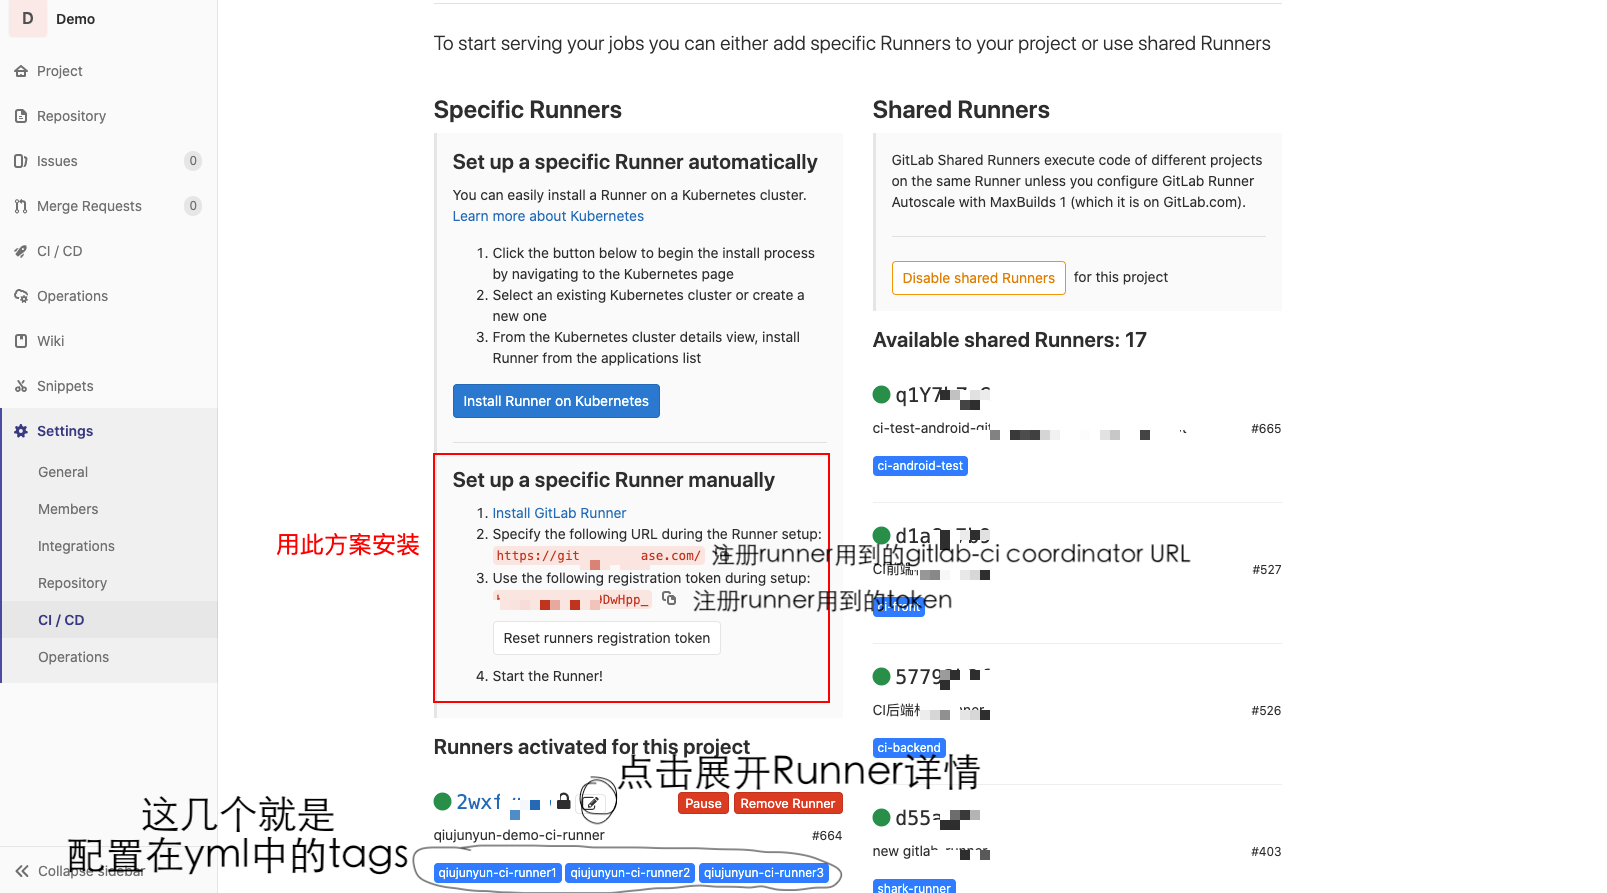 D Demo
Project
Repository
Issues 0
Merge Requests 0
CI / CD
Operations
Wiki
Snippets
Settings
General
Members
Integrations
Repository
CI / CD
Operations
Collapse sidebar
To start serving your jobs you can either add specific Runners to your project or use shared Runners
Specific Runners
Set up a specific Runner automatically
You can easily install a Runner on a Kubernetes cluster.
Learn more about Kubernetes
1. Click the button below to begin the install process
by navigating to the Kubernetes page
2. Select an existing Kubernetes cluster or create a
new one
3. From the Kubernetes cluster details view, install
Runner from the applications list
Install Runner on Kubernetes
用此方案安装
Set up a specific Runner manually
1. Install GitLab Runner
2. Specify the following URL during the Runner setup:
https://git ase.com/
注册runner用到的gitlab-ci coordinator URL
3. Use the following registration token during setup:
DwHpp_
注册runner用到的token
Reset runners registration token
4. Start the Runner!
Runners activated for this project
点击展开Runner详情
2wxf
Pause Remove Runner
qiujunyun-demo-ci-runner #664
这几个就是
配置在yml中的tags
qiujunyun-ci-runner1 qiujunyun-ci-runner2 qiujunyun-ci-runner3
Shared Runners
GitLab Shared Runners execute code of different projects
on the same Runner unless you configure GitLab Runner
Autoscale with MaxBuilds 1 (which it is on GitLab.com).
Disable shared Runners for this project
Available shared Runners: 17
q1Y7
ci-test-android-git #665
ci-android-test
d1a
CI前端 #527
ci-front
5779
CI后端 #526
ci-backend
d55a
new gitlab #403
shark-runner